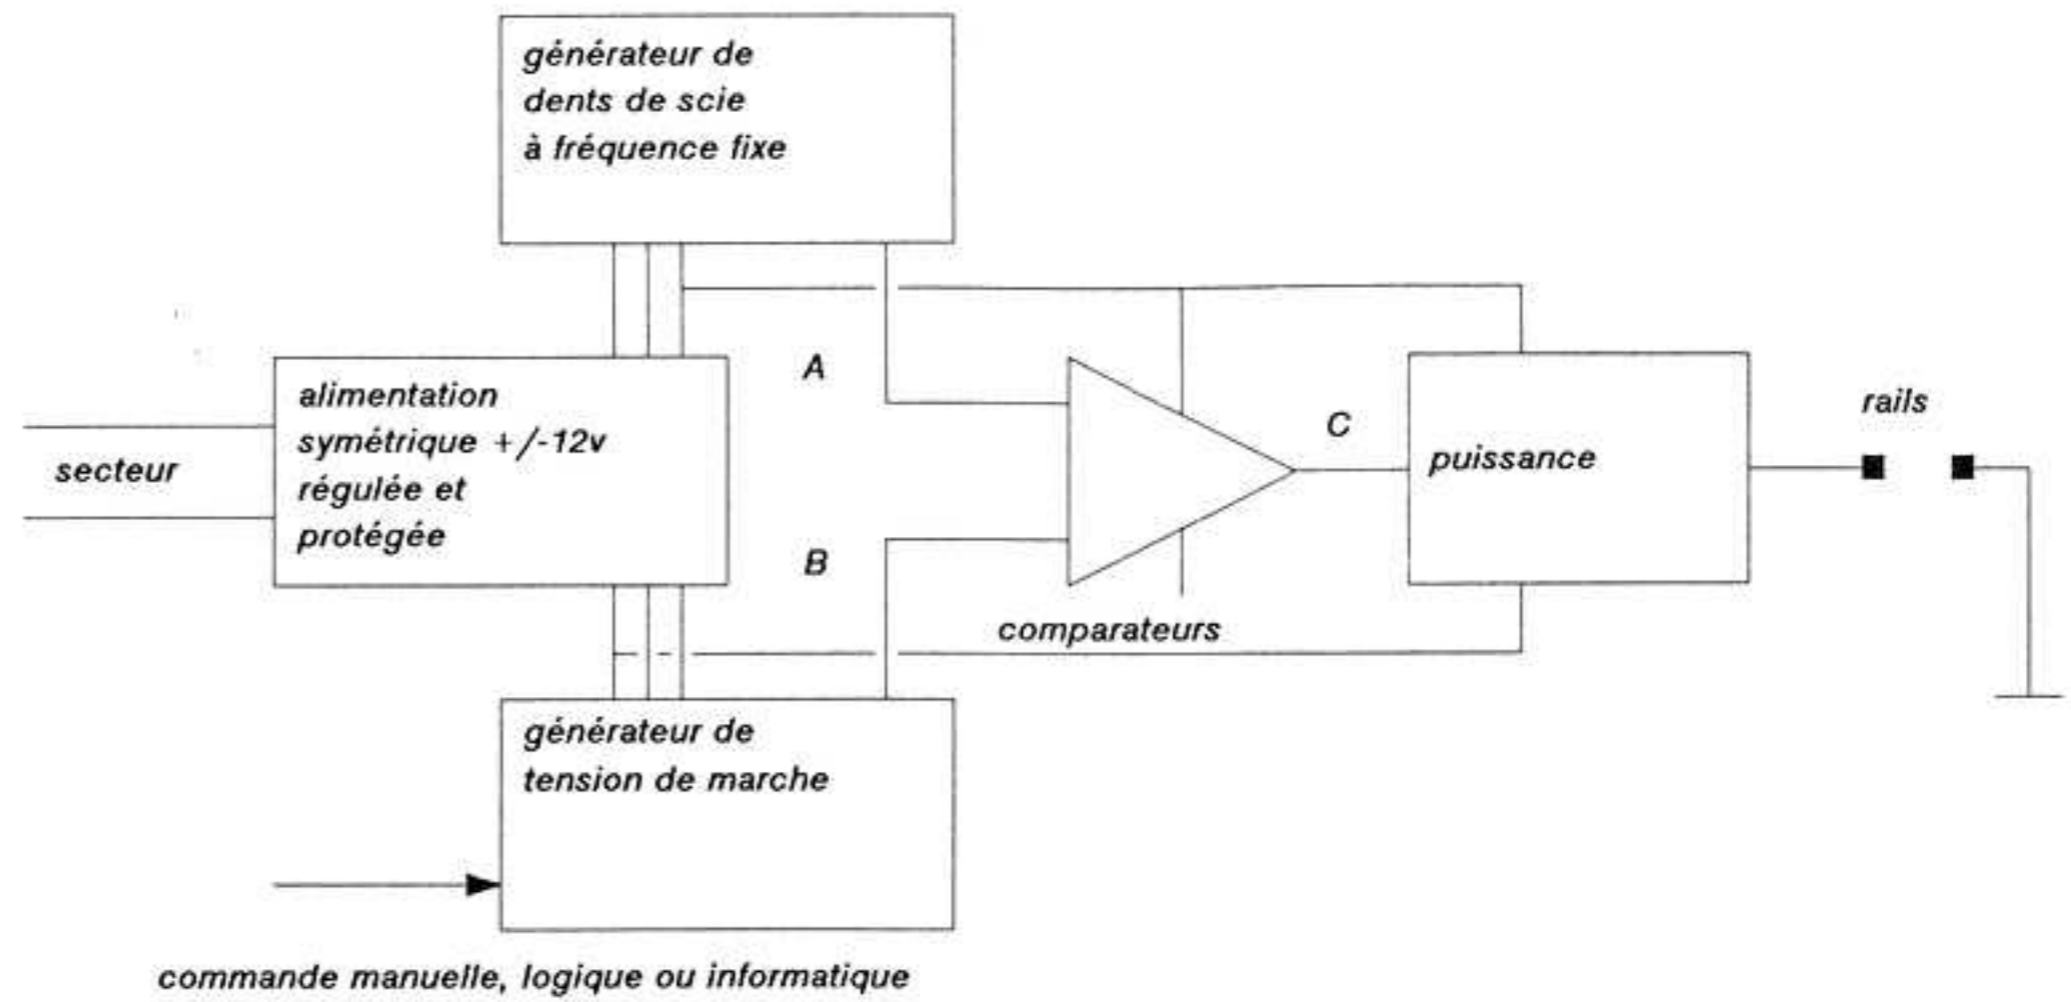 générateur de
dents de scie
à fréquence fixe
alimentation
symétrique +/-12v
régulée et
protégée
secteur
A
B
C
puissance
rails
comparateurs
générateur de
tension de marche
commande manuelle, logique ou informatique